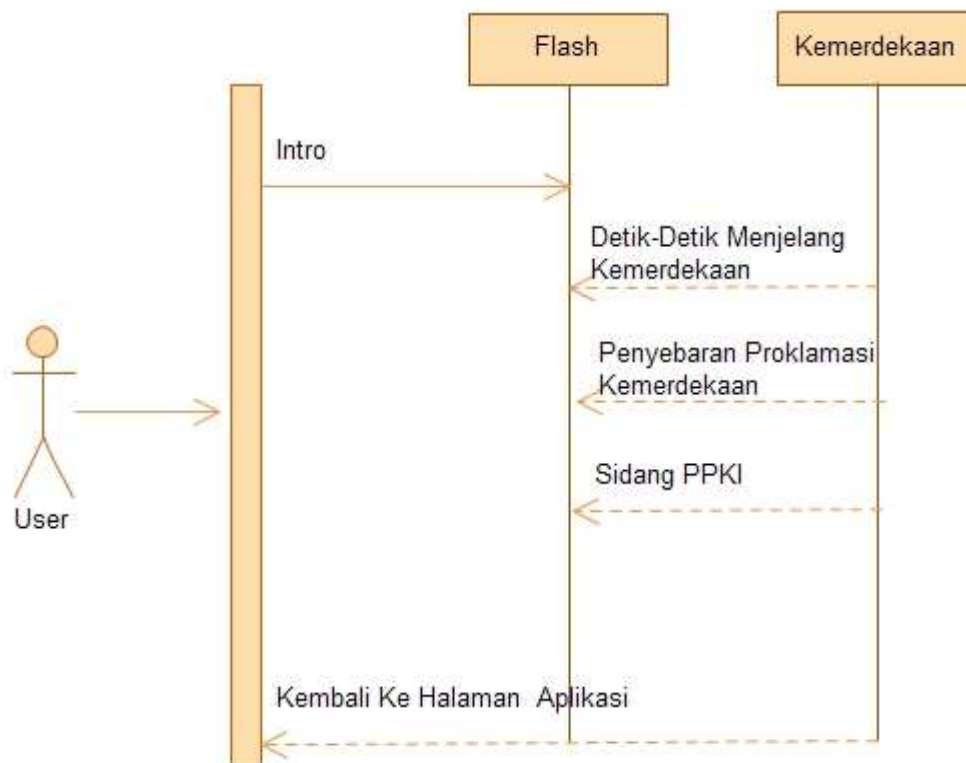 Flash
Kemerdekaan
Intro
Detik-Detik Menjelang
Kemerdekaan
Penyebaran Proklamasi
Kemerdekaan
Sidang PPKI
User
Kembali Ke Halaman Aplikasi